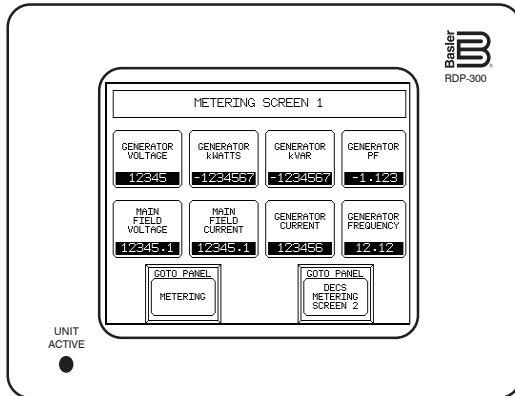 Basler
RDP-300
METERING SCREEN 1
GENERATOR
VOLTAGE
12345
GENERATOR
kWATTS
-1234567
GENERATOR
kVAR
-1234567
GENERATOR
PF
-1.123
MAIN
FIELD
VOLTAGE
12345.1
MAIN
FIELD
CURRENT
12345.1
GENERATOR
CURRENT
123456
GENERATOR
FREQUENCY
12.12
GOTO PANEL
METERING
GOTO PANEL
DECS
METERING
SCREEN 2
UNIT
ACTIVE